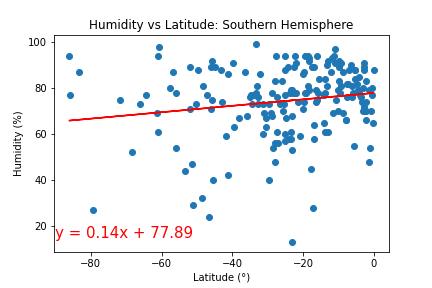 Humidity vs Latitude: Southern Hemisphere
100
80
60
40
20
Humidity (%)
y = 0.14x + 77.89
−80 −60 −40 −20 0
Latitude (°)